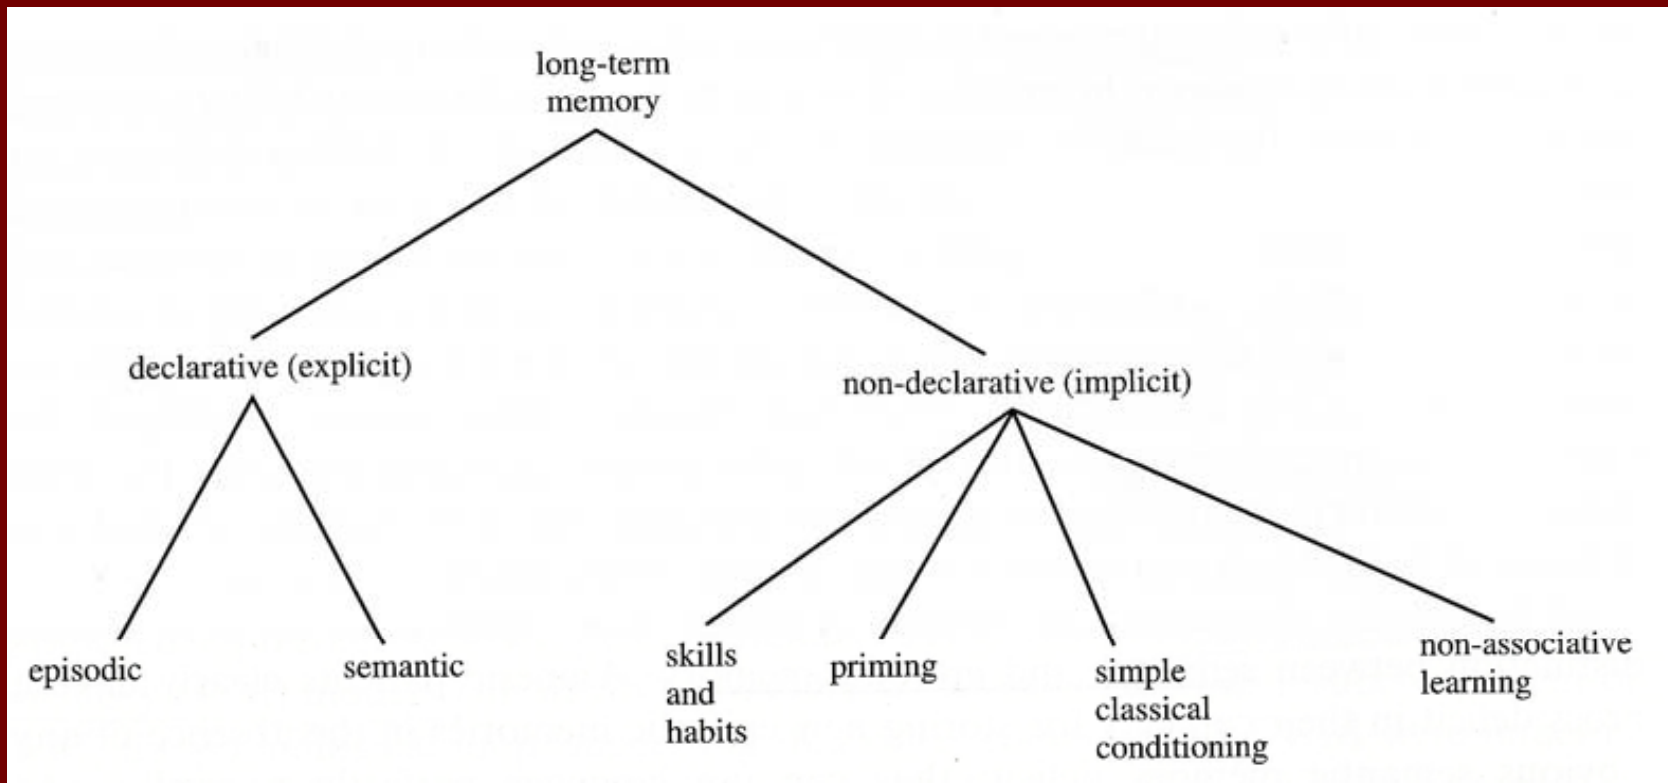 long-term
memory
declarative (explicit)
non-declarative (implicit)
episodic
semantic
skills
and
habits
priming
simple
classical
conditioning
non-associative
learning